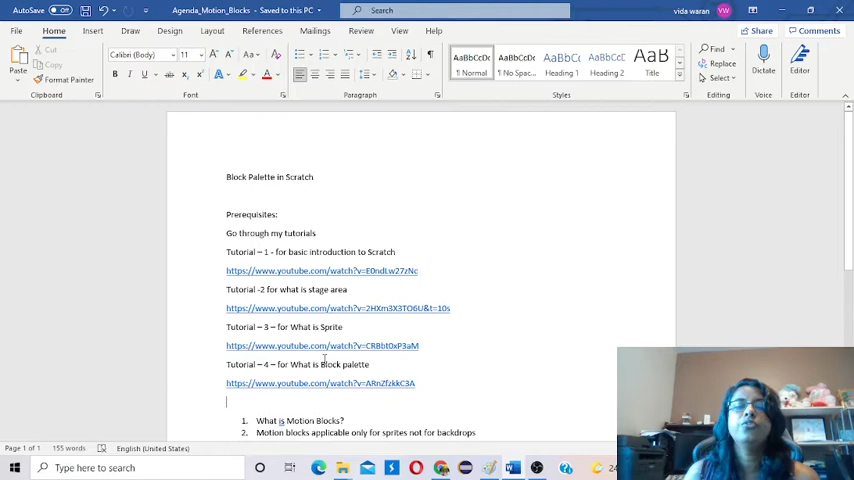 AutoSave Off Agenda_Motion_Blocks - Saved to this PC Search vida waran VW
File Home Insert Draw Design Layout References Mailings Review View Help Share Comments
Paste Cut Copy Format Painter
Calibri (Body) 11
AaBbCcDc AaBbCcDc AaBbCc AaBbCcD AaB
¶ Normal ¶ No Spac... Heading 1 Heading 2 Title
Find Replace Select Dictate Editor
Clipboard Font Paragraph Styles Editing Voice Editor
Block Palette in Scratch
Prerequisites:
Go through my tutorials
Tutorial – 1 - for basic introduction to Scratch
https://www.youtube.com/watch?v=E0ndLw27zNc
Tutorial -2 for what is stage area
https://www.youtube.com/watch?v=2HXm3X3TO6U&t=10s
Tutorial – 3 – for What is Sprite
https://www.youtube.com/watch?v=CRBbt0xP3aM
Tutorial – 4 – for What is Block palette
https://www.youtube.com/watch?v=ARnZfzkkC3A
1. What is Motion Blocks?
2. Motion blocks applicable only for sprites not for backdrops
Page 1 of 1 155 words English (United States)
Type here to search